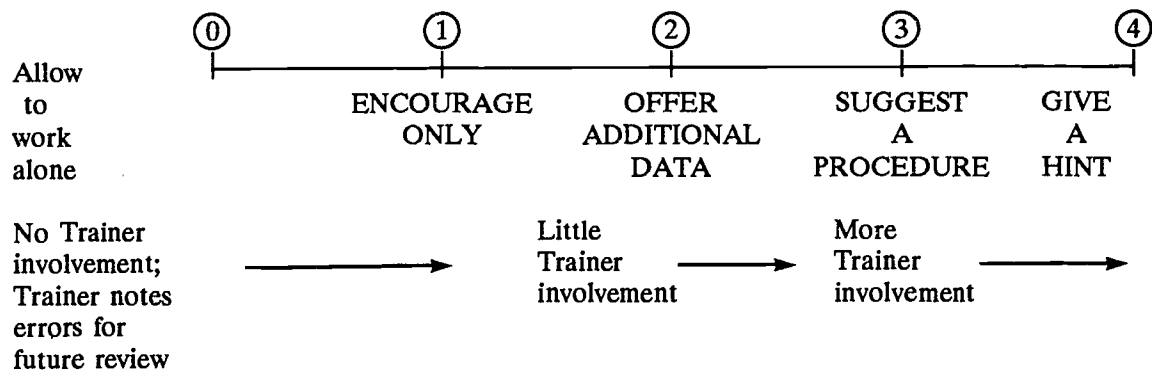 0 1 2 3 4
Allow
to
work
alone
ENCOURAGE
ONLY
OFFER
ADDITIONAL
DATA
SUGGEST
A
PROCEDURE
GIVE
A
HINT
No Trainer
involvement;
Trainer notes
errors for
future review
Little
Trainer
involvement
More
Trainer
involvement